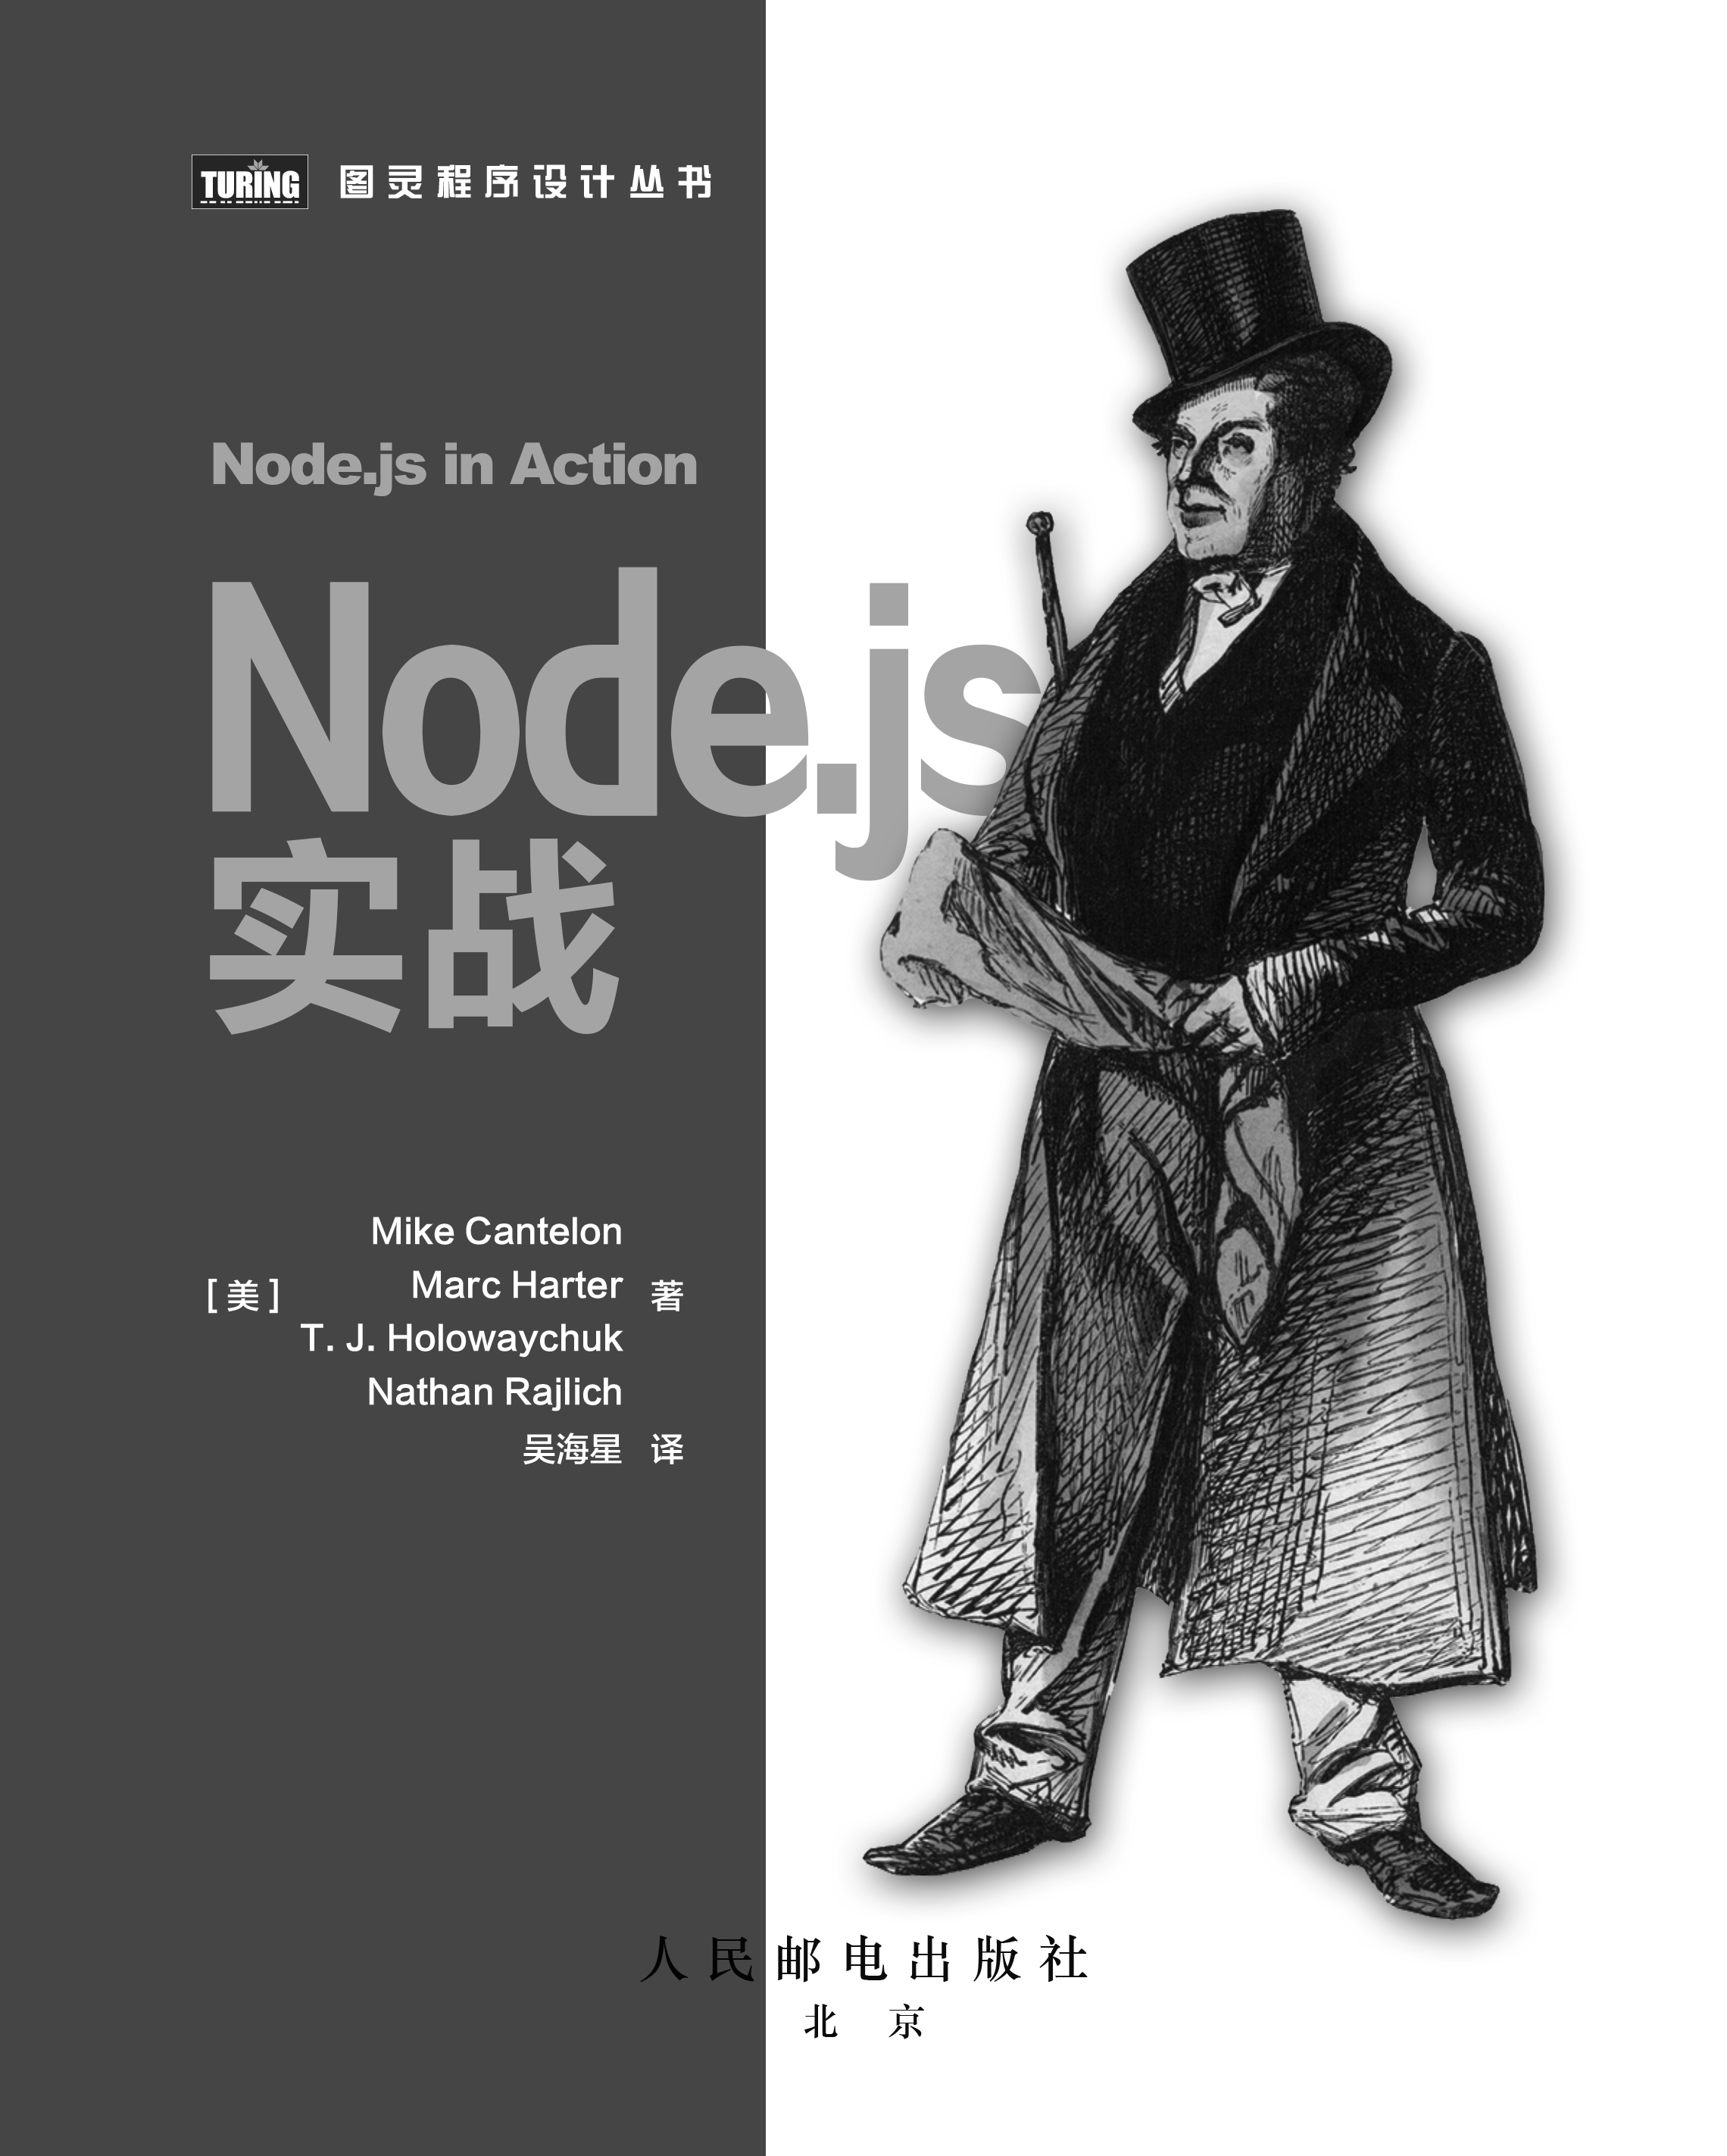 TURING 图灵程序设计丛书
Node.js in Action
Node.js
实战
Mike Cantelon
[美] Marc Harter 著
T. J. Holowaychuk
Nathan Rajlich
吴海星 译
人民邮电出版社
北京